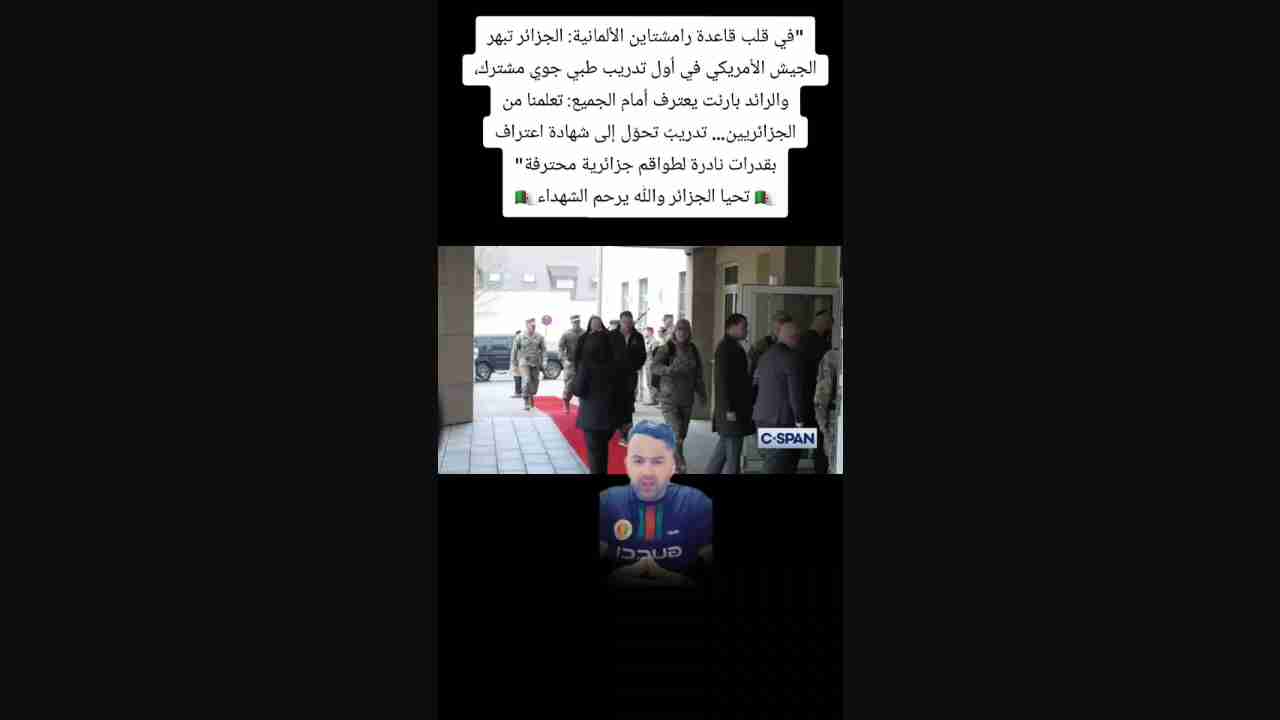 "في قلب قاعدة رامشتاين الألمانية: الجزائر تبهر
الجيش الأمريكي في أول تدريب طبي جوي مشترك،
والرائد بارنت يعترف أمام الجميع: تعلمنا من
الجزائريين... تدريبٌ تحوّل إلى شهادة اعتراف
بقدرات نادرة لطواقم جزائرية محترفة"
🇩🇿 تحيا الجزائر والله يرحم الشهداء 🇩🇿
C-SPAN
GUCCI